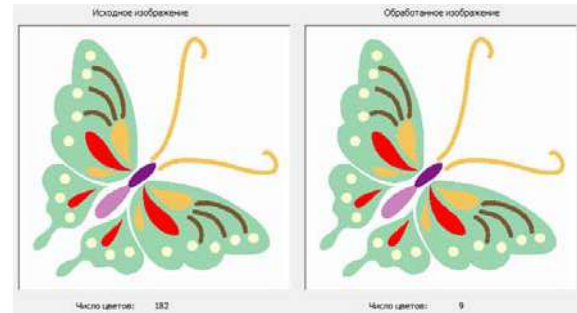 Исходное изображение
Обработанное изображение
Число цветов: 182
Число цветов: 9